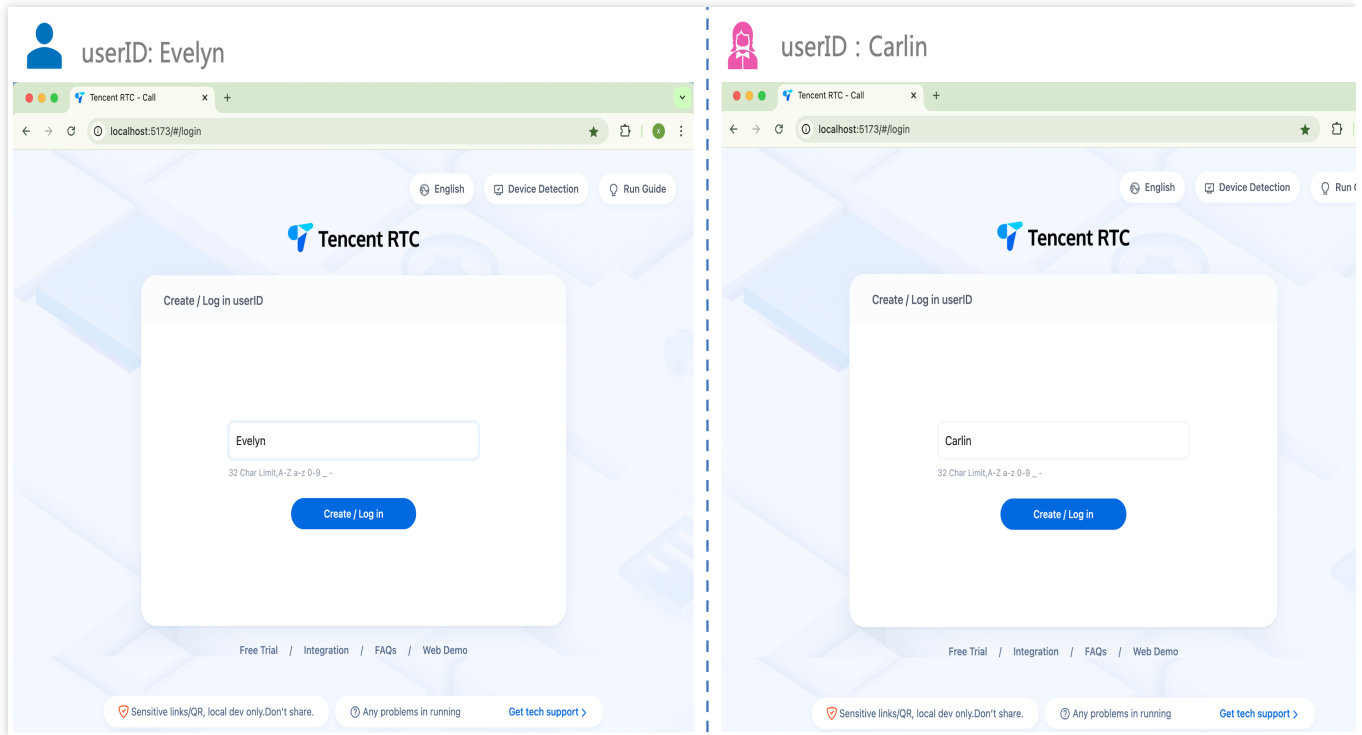 userID: Evelyn
Tencent RTC - Call
localhost:5173/#/login
x
English
Device Detection
Run Guide
Tencent RTC
Create / Log in userID
Evelyn
32 Char Limit,A-Z a-z 0-9 _ -
Create / Log in
Free Trial / Integration / FAQs / Web Demo
Sensitive links/QR, local dev only.Don't share.
Any problems in running
Get tech support >
userID : Carlin
Tencent RTC - Call
localhost:5173/#/login
English
Device Detection
Run
Tencent RTC
Create / Log in userID
Carlin
32 Char Limit,A-Z a-z 0-9 _ -
Create / Log in
Free Trial / Integration / FAQs / Web Demo
Sensitive links/QR, local dev only.Don't share.
Any problems in running
Get tech support >